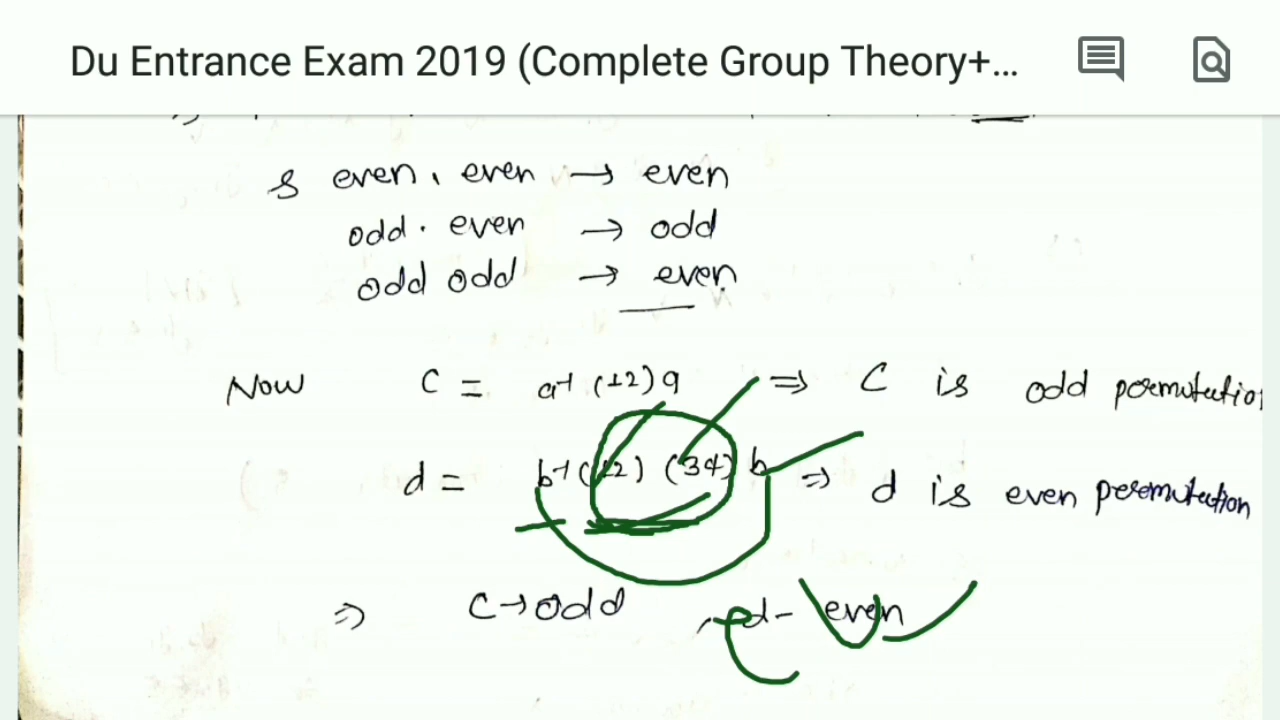 Du Entrance Exam 2019 (Complete Group Theory+...
& even . even → even
odd . even → odd
odd odd → even
Now C = a⁻¹ (12) a ⇒ C is odd permutation
d = b⁻¹ (12) (34) b ⇒ d is even permutation
⇒ C → odd , d - even